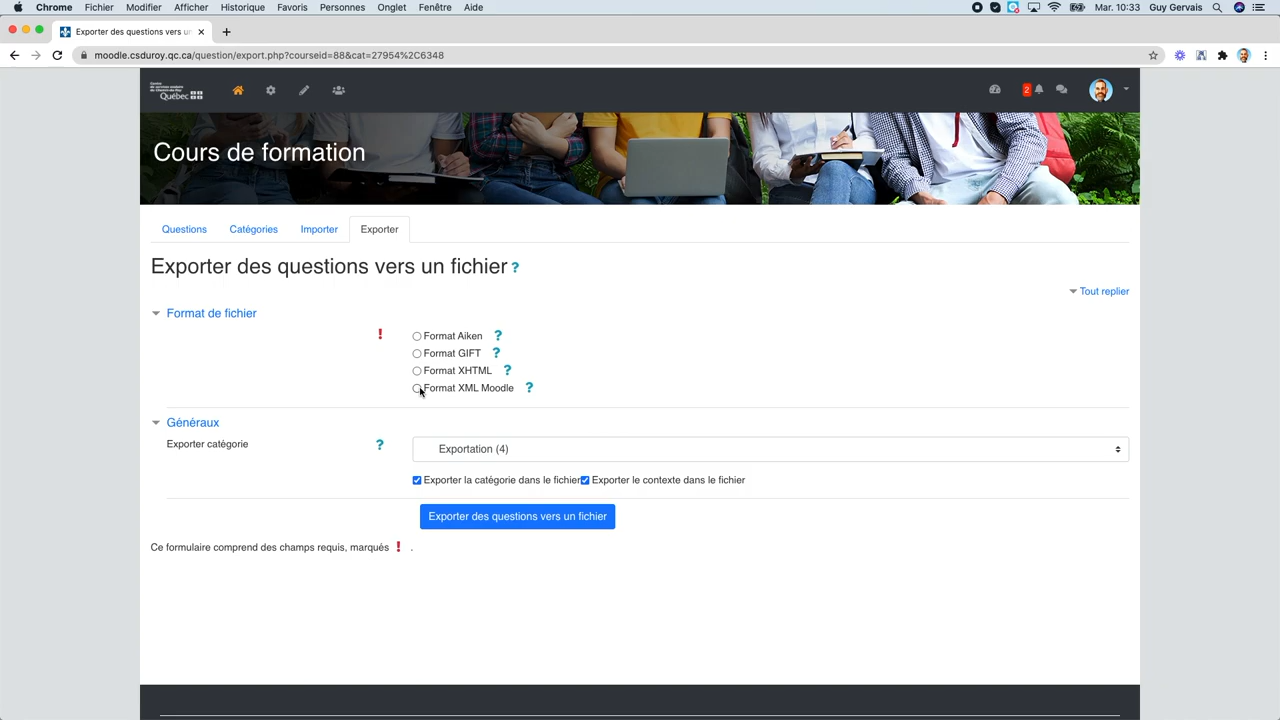 Chrome Fichier Modifier Afficher Historique Favoris Personnes Onglet Fenêtre Aide Mar. 10:33 Guy Gervais
Exporter des questions vers u
moodle.csduroy.qc.ca/question/export.php?courseid=88&cat=27954%2C6348
Québec
2
Cours de formation
Questions Catégories Importer Exporter
Exporter des questions vers un fichier ?
Tout replier
Format de fichier
! Format Aiken ?
Format GIFT ?
Format XHTML ?
Format XML Moodle ?
Généraux
Exporter catégorie ? Exportation (4)
Exporter la catégorie dans le fichier Exporter le contexte dans le fichier
Exporter des questions vers un fichier
Ce formulaire comprend des champs requis, marqués ! .